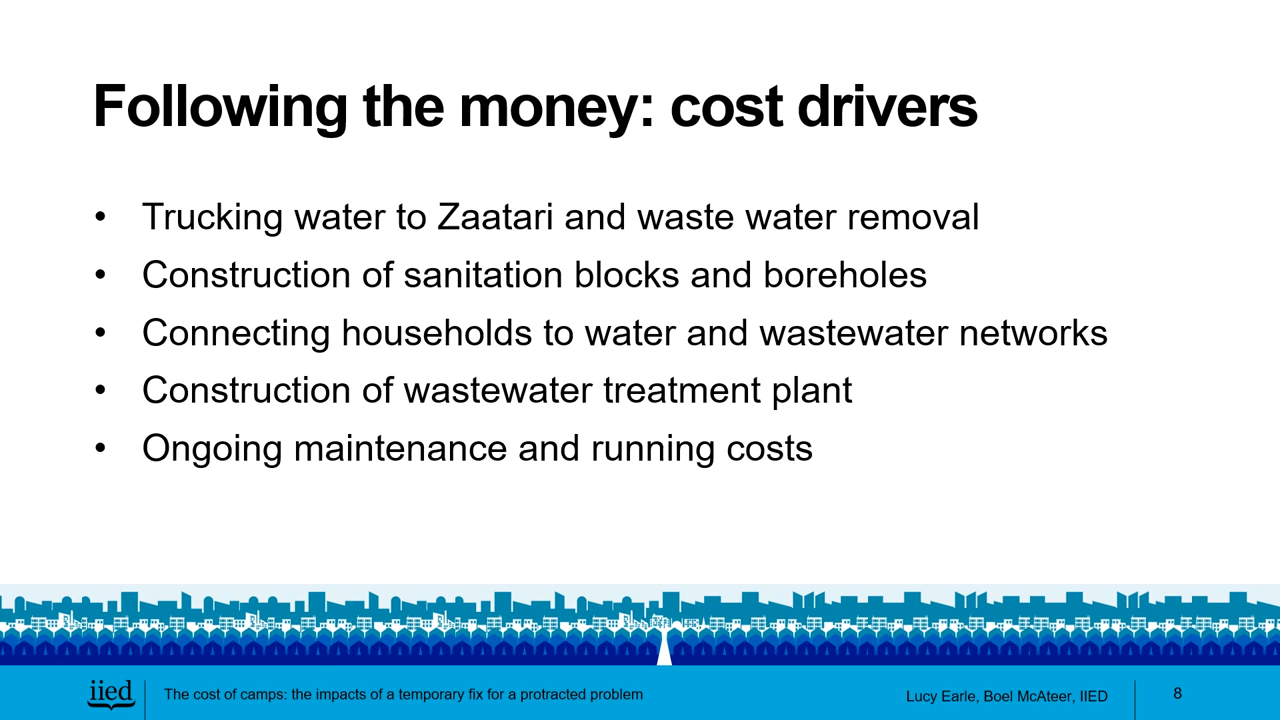 Following the money: cost drivers
• Trucking water to Zaatari and waste water removal
• Construction of sanitation blocks and boreholes
• Connecting households to water and wastewater networks
• Construction of wastewater treatment plant
• Ongoing maintenance and running costs
iied
The cost of camps: the impacts of a temporary fix for a protracted problem
Lucy Earle, Boel McAteer, IIED
8